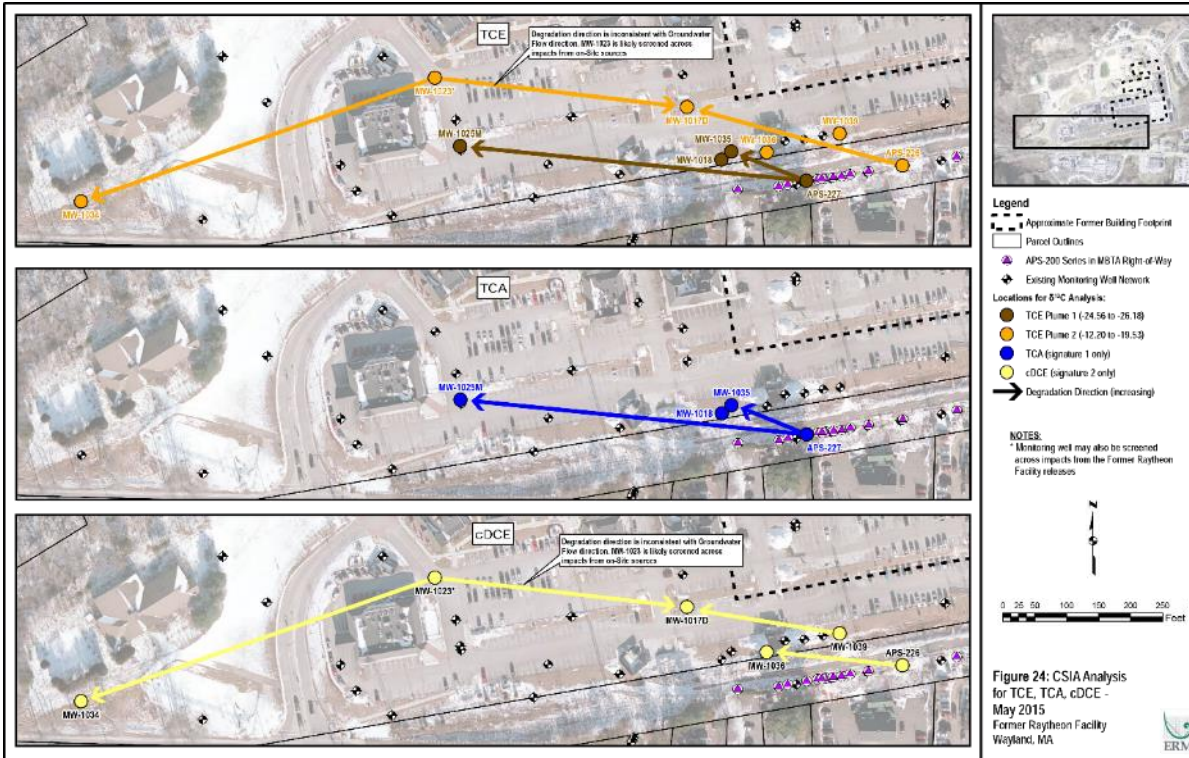 TCE
Degradation direction is inconsistent with Groundwater
Flow direction. MW-1023 is likely screened across
impacts from on-Site sources
MW-1023*
MW-1017D
MW-1025M
MW-1035
MW-1036
MW-1039
MW-1018
APS-226
APS-227
MW-1034
TCA
MW-1025M
MW-1035
MW-1018
APS-227
cDCE
Degradation direction is inconsistent with Groundwater
Flow direction. MW-1023 is likely screened across
impacts from on-Site sources
MW-1023*
MW-1017D
MW-1039
MW-1036
APS-226
MW-1034
Legend
Approximate Former Building Footprint
Parcel Outlines
APS-200 Series in MBTA Right-of-Way
Existing Monitoring Well Network
Locations for δ¹³C Analysis:
TCE Plume 1 (-24.56 to -26.18)
TCE Plume 2 (-12.20 to -19.53)
TCA (signature 1 only)
cDCE (signature 2 only)
Degradation Direction (increasing)
NOTES:
* Monitoring well may also be screened
across impacts from the Former Raytheon
Facility releases
N
0 25 50 100 150 200 250
Feet
Figure 24: CSIA Analysis
for TCE, TCA, cDCE -
May 2015
Former Raytheon Facility
Wayland, MA
ERM